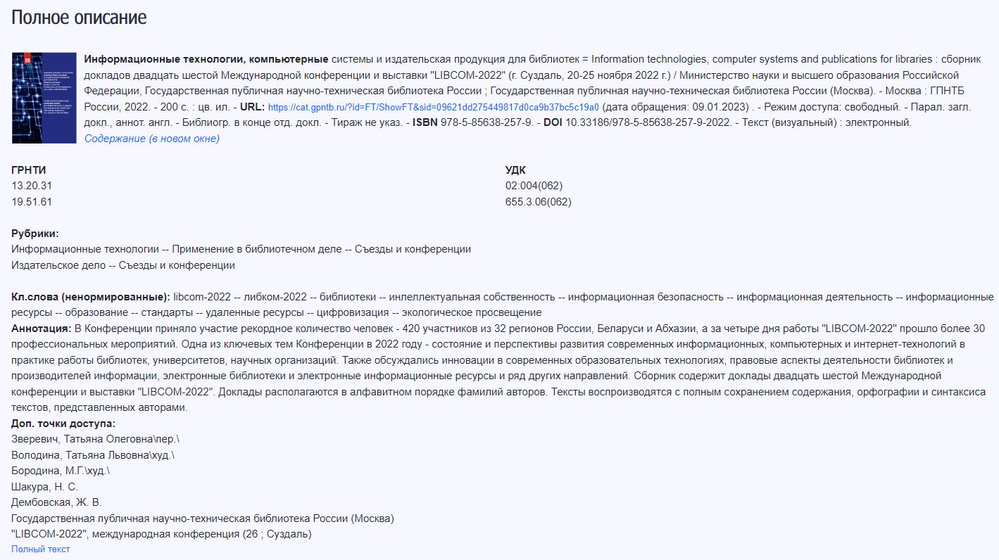 Полное описание
Информационные технологии, компьютерные системы и издательская продукция для библиотек = Information technologies, computer systems and publications for libraries : сборник
докладов двадцать шестой Международной конференции и выставки "LIBCOM-2022" (г. Суздаль, 20-25 ноября 2022 г.) / Министерство науки и высшего образования Российской
Федерации, Государственная публичная научно-техническая библиотека России ; Государственная публичная научно-техническая библиотека России (Москва). - Москва : ГПНТБ
России, 2022. - 200 с. : цв. ил. - URL: https://cat.gpntb.ru/?id=FT/ShowFT&sid=09621dd275449817d0ca9b37bc5c19a0 (дата обращения: 09.01.2023) . - Режим доступа: свободный. - Парал. загл.
докл., аннот. англ. - Библиогр. в конце отд. докл. - Тираж не указ. - ISBN 978-5-85638-257-9. - DOI 10.33186/978-5-85638-257-9-2022. - Текст (визуальный) : электронный.
Содержание (в новом окне)
ГРНТИ
13.20.31
19.51.61
УДК
02:004(062)
655.3.06(062)
Рубрики:
Информационные технологии -- Применение в библиотечном деле -- Съезды и конференции
Издательское дело -- Съезды и конференции
Кл.слова (ненормированные): libcom-2022 -- либком-2022 -- библиотеки -- инлеллектуальная собственность -- информационная безопасность -- информационная деятельность -- информационные
ресурсы -- образование -- стандарты -- удаленные ресурсы -- цифровизация -- экологическое просвещение
Аннотация: В Конференции приняло участие рекордное количество человек - 420 участников из 32 регионов России, Беларуси и Абхазии, а за четыре дня работы "LIBCOM-2022" прошло более 30
профессиональных мероприятий. Одна из ключевых тем Конференции в 2022 году - состояние и перспективы развития современных информационных, компьютерных и интернет-технологий в
практике работы библиотек, университетов, научных организаций. Также обсуждались инновации в современных образовательных технологиях, правовые аспекты деятельности библиотек и
производителей информации, электронные библиотеки и электронные информационные ресурсы и ряд других направлений. Сборник содержит доклады двадцать шестой Международной
конференции и выставки "LIBCOM-2022". Доклады располагаются в алфавитном порядке фамилий авторов. Тексты воспроизводятся с полным сохранением содержания, орфографии и синтаксиса
текстов, представленных авторами.
Доп. точки доступа:
Зверевич, Татьяна Олеговна\пер.\
Володина, Татьяна Львовна\худ.\
Бородина, М.Г.\худ.\
Шакура, Н. С.
Дембовская, Ж. В.
Государственная публичная научно-техническая библиотека России (Москва)
"LIBCOM-2022", международная конференция (26 ; Суздаль)
Полный текст